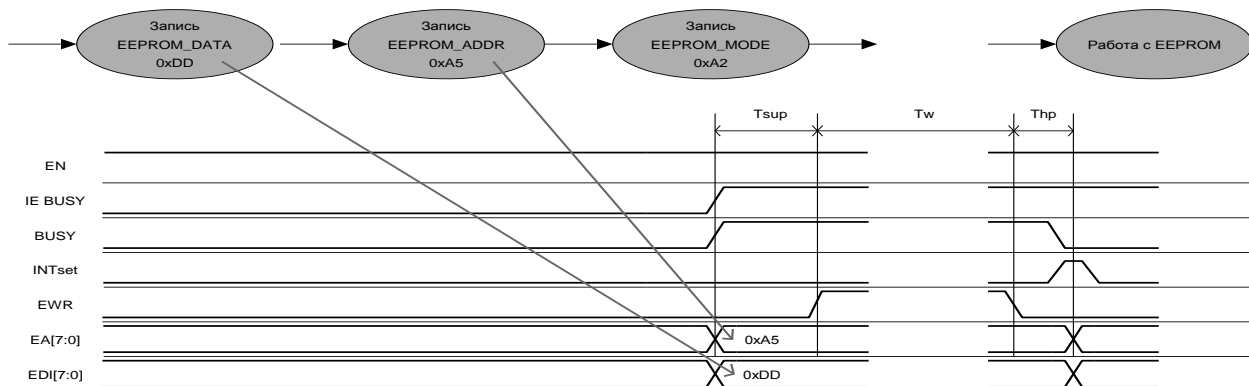 Запись
EEPROM_DATA
0xDD
Запись
EEPROM_ADDR
0xA5
Запись
EEPROM_MODE
0xA2
Работа с EEPROM
Tsup
Tw
Thp
EN
IE BUSY
BUSY
INTset
EWR
EA[7:0]
0xA5
EDI[7:0]
0xDD